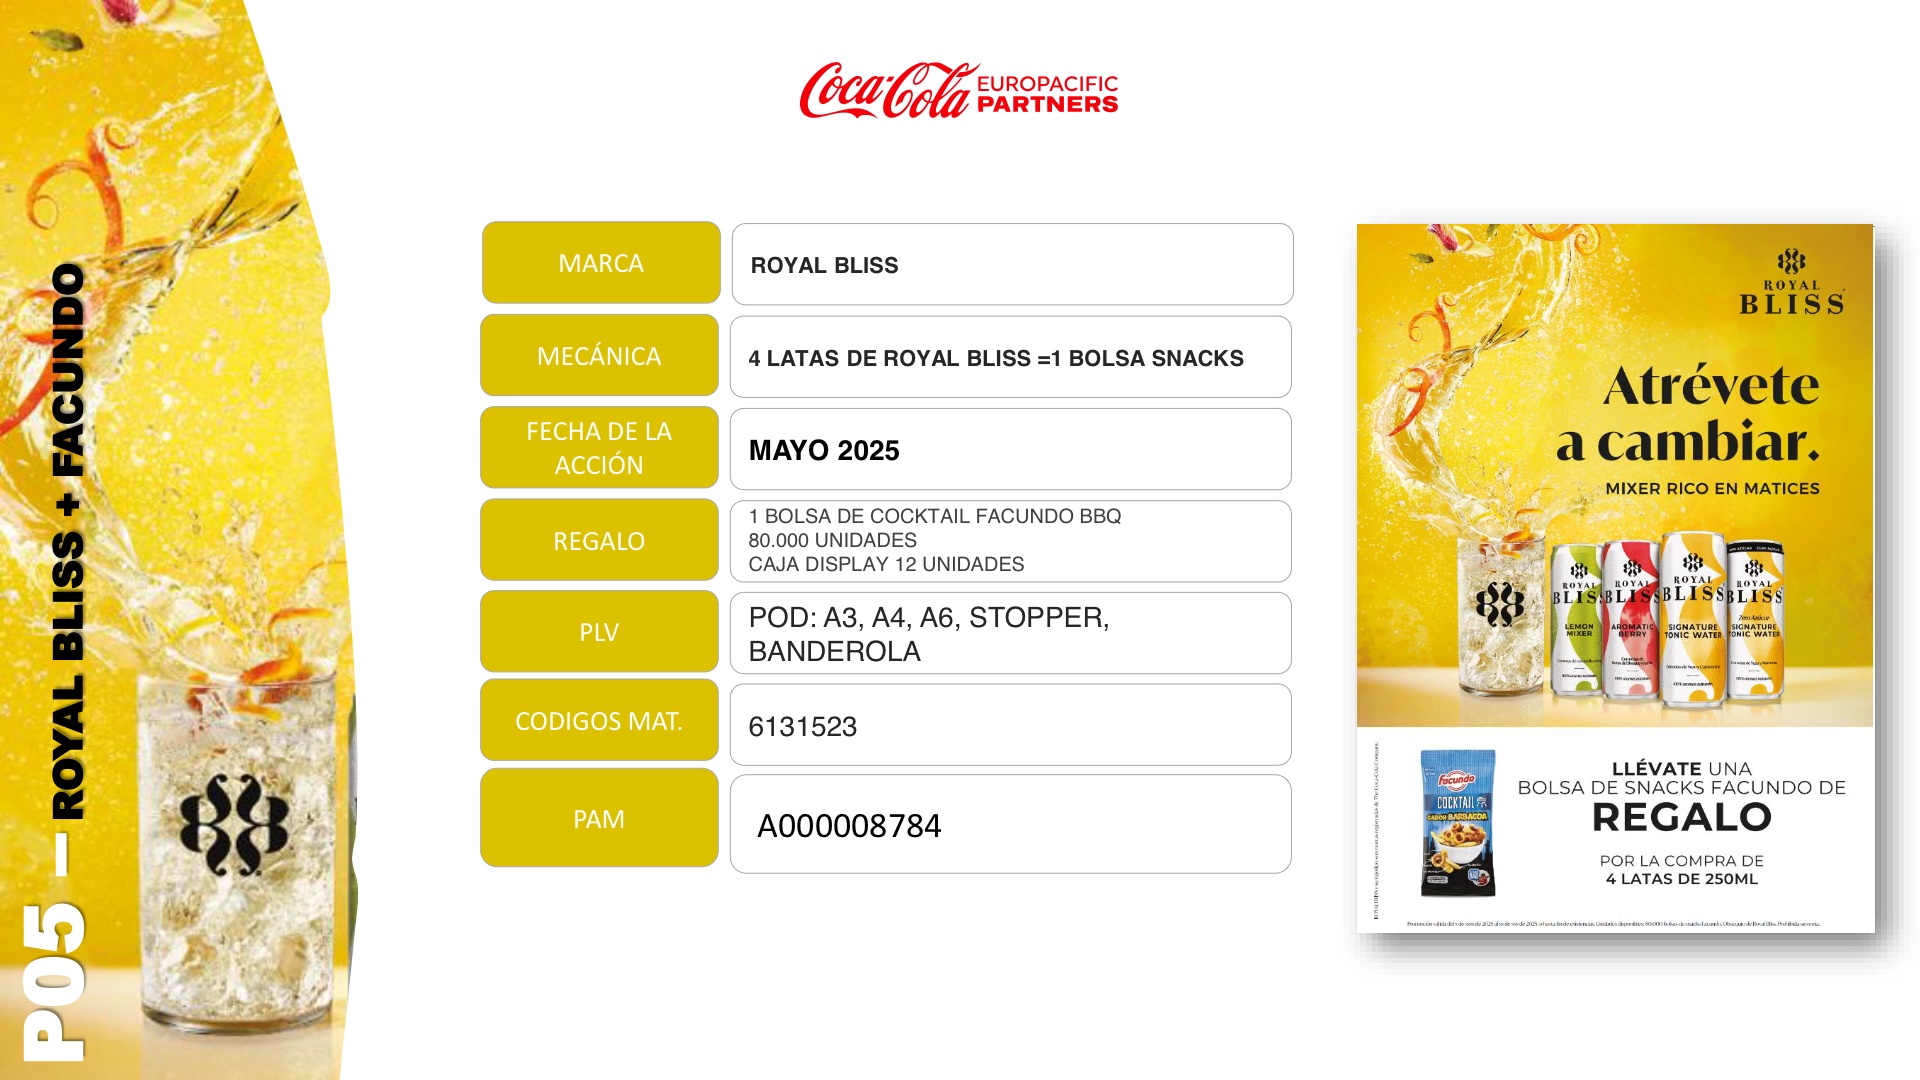 P05 – ROYAL BLISS + FACUNDO
Coca-Cola EUROPACIFIC
PARTNERS
MARCA
ROYAL BLISS
MECÁNICA
4 LATAS DE ROYAL BLISS =1 BOLSA SNACKS
FECHA DE LA
ACCIÓN
MAYO 2025
REGALO
1 BOLSA DE COCKTAIL FACUNDO BBQ
80.000 UNIDADES
CAJA DISPLAY 12 UNIDADES
PLV
POD: A3, A4, A6, STOPPER,
BANDEROLA
CODIGOS MAT.
6131523
PAM
A000008784
ROYAL
BLISS
Atrévete
a cambiar.
MIXER RICO EN MATICES
ROYAL
BLISS
LEMON
MIXER
ROYAL
BLISS
AROMATIC
BERRY
ROYAL
BLISS
SIGNATURE
TONIC WATER
ROYAL
BLISS
Zero Azúcar
SIGNATURE
TONIC WATER
facundo
COCKTAIL
SABOR BARBACOA
LLÉVATE UNA
BOLSA DE SNACKS FACUNDO DE
REGALO
POR LA COMPRA DE
4 LATAS DE 250ML